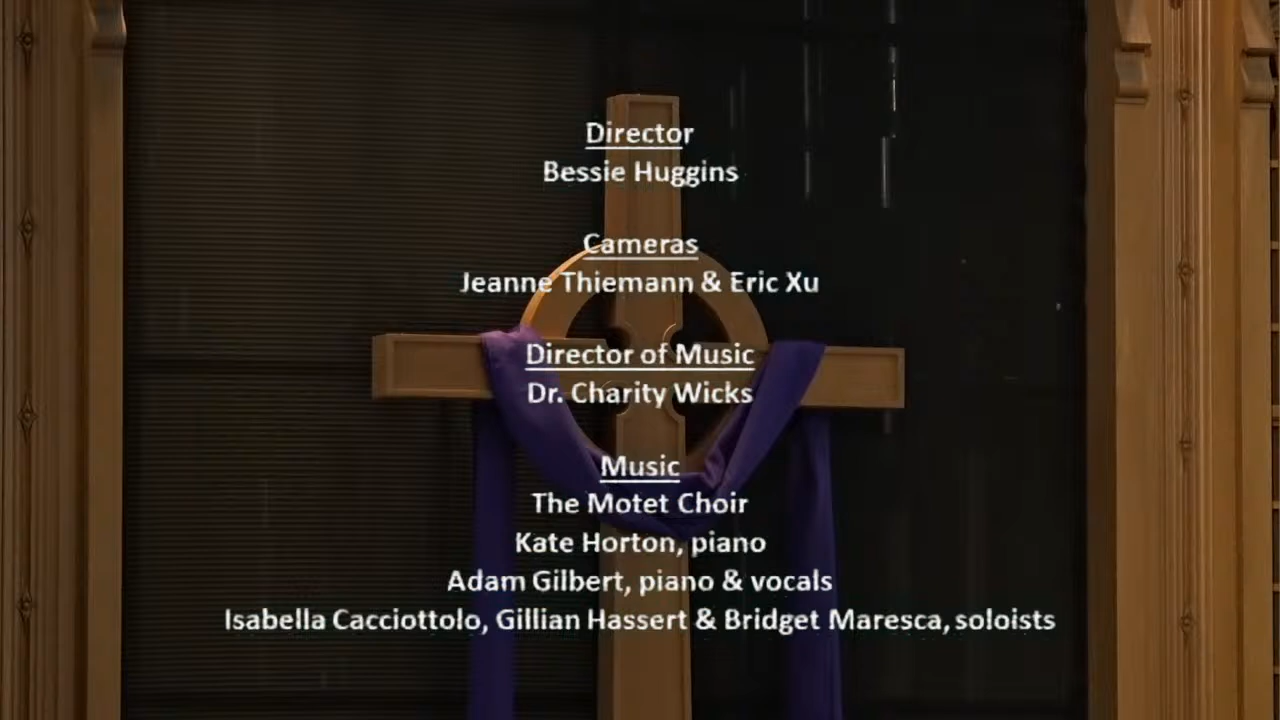 Director
Bessie Huggins
Cameras
Jeanne Thiemann & Eric Xu
Director of Music
Dr. Charity Wicks
Music
The Motet Choir
Kate Horton, piano
Adam Gilbert, piano & vocals
Isabella Cacciottolo, Gillian Hassert & Bridget Maresca, soloists